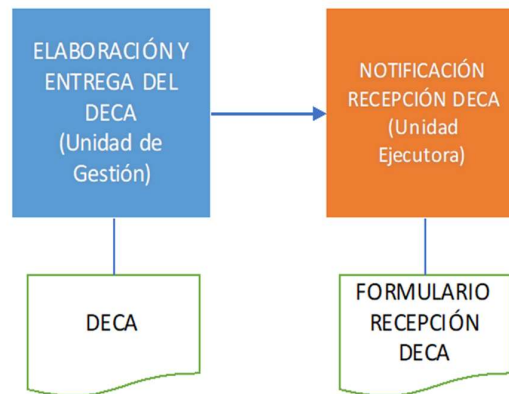 ELABORACIÓN Y
ENTREGA DEL
DECA
(Unidad de
Gestión)
NOTIFICACIÓN
RECEPCIÓN DECA
(Unidad
Ejecutora)
DECA
FORMULARIO
RECEPCIÓN
DECA